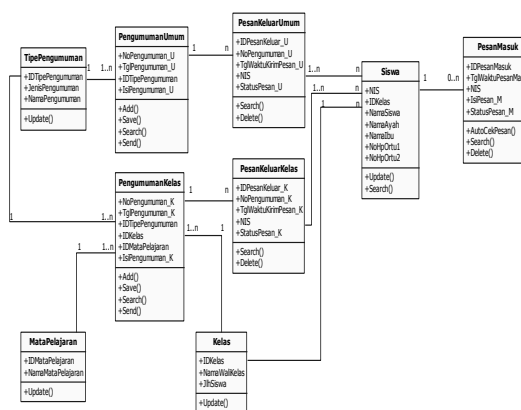 TipePengumuman
+IDTipePengumuman
+JenisPengumuman
+NamaPengumuman
+Update()
1
1..n
1
1..n
PengumumanUmum
+NoPengumuman_U
+TglPengumuman_U
+IDTipePengumuman
+IsiPengumuman_U
+Add()
+Save()
+Search()
+Send()
1
n
PesanKeluarUmum
+IDPesanKeluar_U
+NoPengumuman_U
+TglWaktuKirimPesan_U
+NIS
+StatusPesan_U
+Search()
+Delete()
1..n
n
1..n
n
1
n
Siswa
+NIS
+IDKelas
+NamaSiswa
+NamaAyah
+NamaIbu
+NoHpOrtu1
+NoHpOrtu2
+Update()
+Search()
1
0..n
PesanMasuk
+IDPesanMasuk
+TglWaktuPesanMa
+NIS
+IsiPesan_M
+StatusPesan_M
+AutoCekPesan()
+Search()
+Delete()
PengumumanKelas
+NoPengumuman_K
+TglPengumuman_K
+IDTipePengumuman
+IDKelas
+IDMataPelajaran
+IsiPengumuman_K
+Add()
+Save()
+Search()
+Send()
1
n
1..n
1
1
1..n
PesanKeluarKelas
+IDPesanKeluar_K
+NoPengumuman_K
+TglWaktuKirimPesan_K
+NIS
+StatusPesan_K
+Search()
+Delete()
MataPelajaran
+IDMataPelajaran
+NamaMataPelajaran
+Update()
Kelas
+IDKelas
+NamaWaliKelas
+JlhSiswa
+Update()